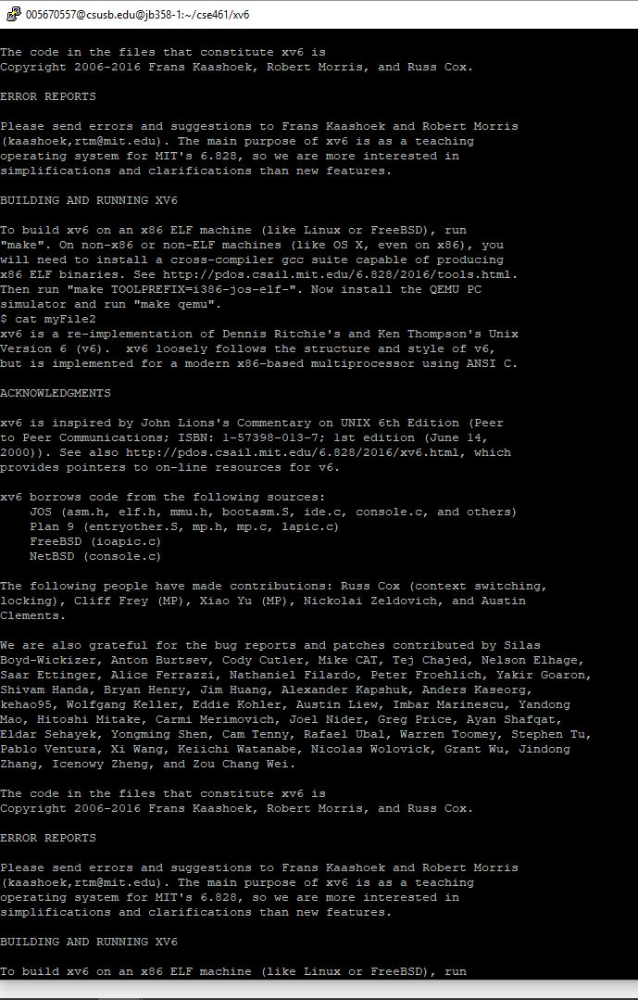 005670557@csusb.edu@jb358-1:~/cse461/xv6
The code in the files that constitute xv6 is
Copyright 2006-2016 Frans Kaashoek, Robert Morris, and Russ Cox.
ERROR REPORTS
Please send errors and suggestions to Frans Kaashoek and Robert Morris
(kaashoek,rtm@mit.edu). The main purpose of xv6 is as a teaching
operating system for MIT's 6.828, so we are more interested in
simplifications and clarifications than new features.
BUILDING AND RUNNING XV6
To build xv6 on an x86 ELF machine (like Linux or FreeBSD), run
"make". On non-x86 or non-ELF machines (like OS X, even on x86), you
will need to install a cross-compiler gcc suite capable of producing
x86 ELF binaries. See http://pdos.csail.mit.edu/6.828/2016/tools.html.
Then run "make TOOLPREFIX=i386-jos-elf-". Now install the QEMU PC
simulator and run "make qemu".
$ cat myFile2
xv6 is a re-implementation of Dennis Ritchie's and Ken Thompson's Unix
Version 6 (v6).  xv6 loosely follows the structure and style of v6,
but is implemented for a modern x86-based multiprocessor using ANSI C.
ACKNOWLEDGMENTS
xv6 is inspired by John Lions's Commentary on UNIX 6th Edition (Peer
to Peer Communications; ISBN: 1-57398-013-7; 1st edition (June 14,
2000)). See also http://pdos.csail.mit.edu/6.828/2016/xv6.html, which
provides pointers to on-line resources for v6.
xv6 borrows code from the following sources:
    JOS (asm.h, elf.h, mmu.h, bootasm.S, ide.c, console.c, and others)
    Plan 9 (entryother.S, mp.h, mp.c, lapic.c)
    FreeBSD (ioapic.c)
    NetBSD (console.c)
The following people have made contributions: Russ Cox (context switching,
locking), Cliff Frey (MP), Xiao Yu (MP), Nickolai Zeldovich, and Austin
Clements.
We are also grateful for the bug reports and patches contributed by Silas
Boyd-Wickizer, Anton Burtsev, Cody Cutler, Mike CAT, Tej Chajed, Nelson Elhage,
Saar Ettinger, Alice Ferrazzi, Nathaniel Filardo, Peter Froehlich, Yakir Goaron,
Shivam Handa, Bryan Henry, Jim Huang, Alexander Kapshuk, Anders Kaseorg,
kehao95, Wolfgang Keller, Eddie Kohler, Austin Liew, Imbar Marinescu, Yandong
Mao, Hitoshi Mitake, Carmi Merimovich, Joel Nider, Greg Price, Ayan Shafqat,
Eldar Sehayek, Yongming Shen, Cam Tenny, Rafael Ubal, Warren Toomey, Stephen Tu,
Pablo Ventura, Xi Wang, Keiichi Watanabe, Nicolas Wolovick, Grant Wu, Jindong
Zhang, Icenowy Zheng, and Zou Chang Wei.
The code in the files that constitute xv6 is
Copyright 2006-2016 Frans Kaashoek, Robert Morris, and Russ Cox.
ERROR REPORTS
Please send errors and suggestions to Frans Kaashoek and Robert Morris
(kaashoek,rtm@mit.edu). The main purpose of xv6 is as a teaching
operating system for MIT's 6.828, so we are more interested in
simplifications and clarifications than new features.
BUILDING AND RUNNING XV6
To build xv6 on an x86 ELF machine (like Linux or FreeBSD), run